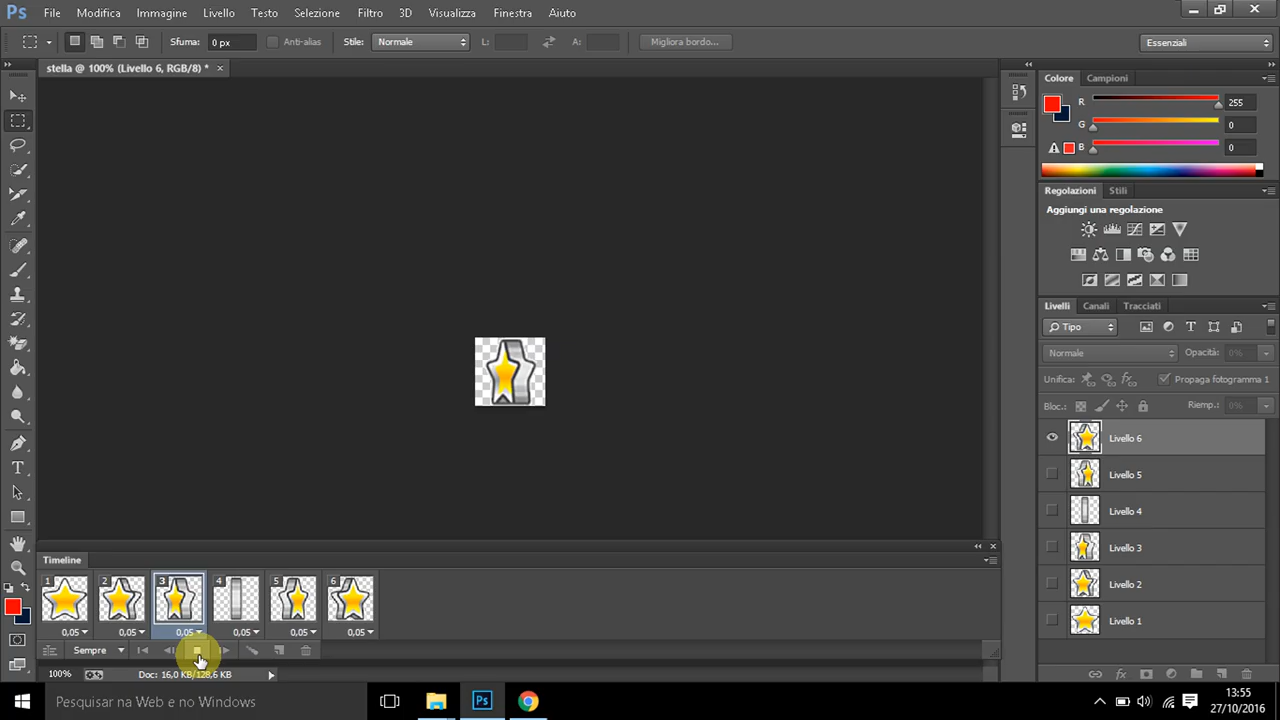 Ps File Modifica Immagine Livello Testo Selezione Filtro 3D Visualizza Finestra Aiuto
Sfuma: 0 px Anti-alias Stile: Normale L: A: Migliora bordo... Essenziali
stella @ 100% (Livello 6, RGB/8) * ×
Colore Campioni
R 255
G 0
B 0
Regolazioni Stili
Aggiungi una regolazione
Livelli Canali Tracciati
Tipo
Normale Opacità: 0%
Unifica: Propaga fotogramma 1
Bloc.: Riemp.: 0%
Livello 6
Livello 5
Livello 4
Livello 3
Livello 2
Livello 1
Timeline
1 2 3 4 5 6
0,05 0,05 0,05 0,05 0,05 0,05
Sempre
100% Doc: 16,0 KB/128,6 KB
Pesquisar na Web e no Windows
Ps
13:55
27/10/2016